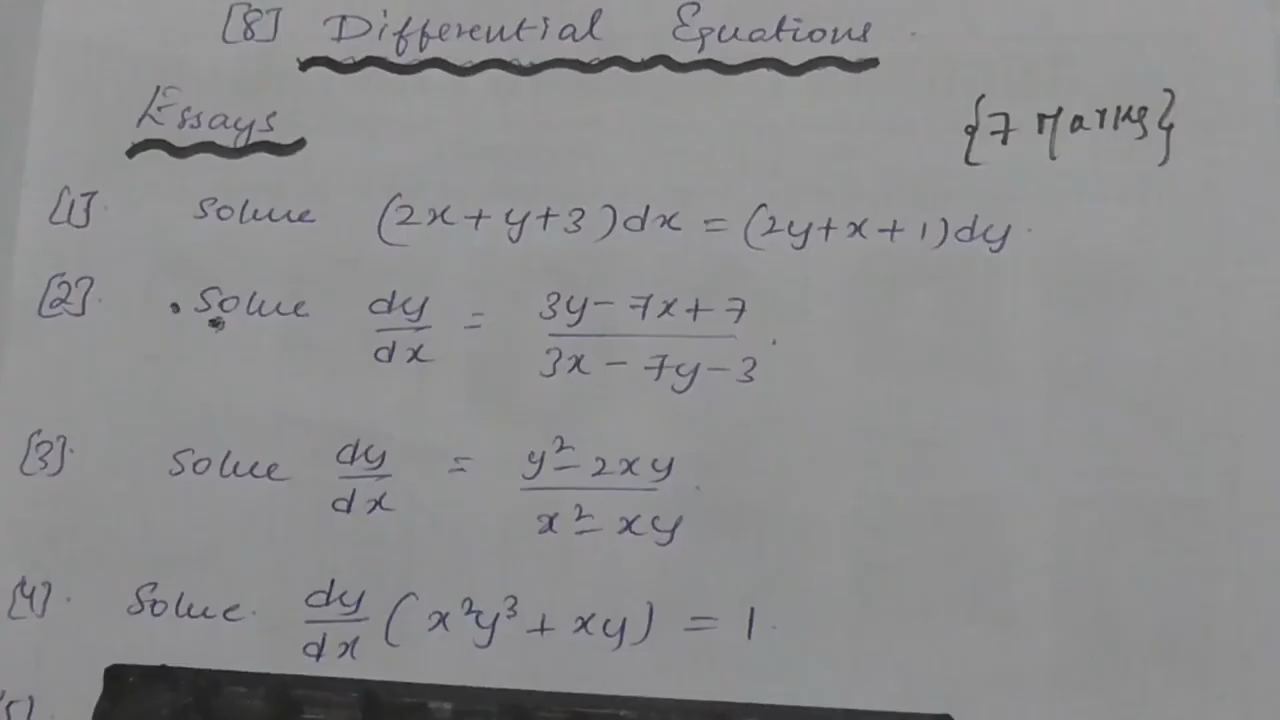 [8] Differential Equations
Essays {7 Marks}
[1]. Solve (2x+y+3)dx = (2y+x+1)dy.
[2]. Solve dy/dx = (3y-7x+7)/(3x-7y-3).
[3]. Solve dy/dx = (y²-2xy)/(x²-xy).
[4]. Solve. dy/dx (x²y³+xy) = 1.